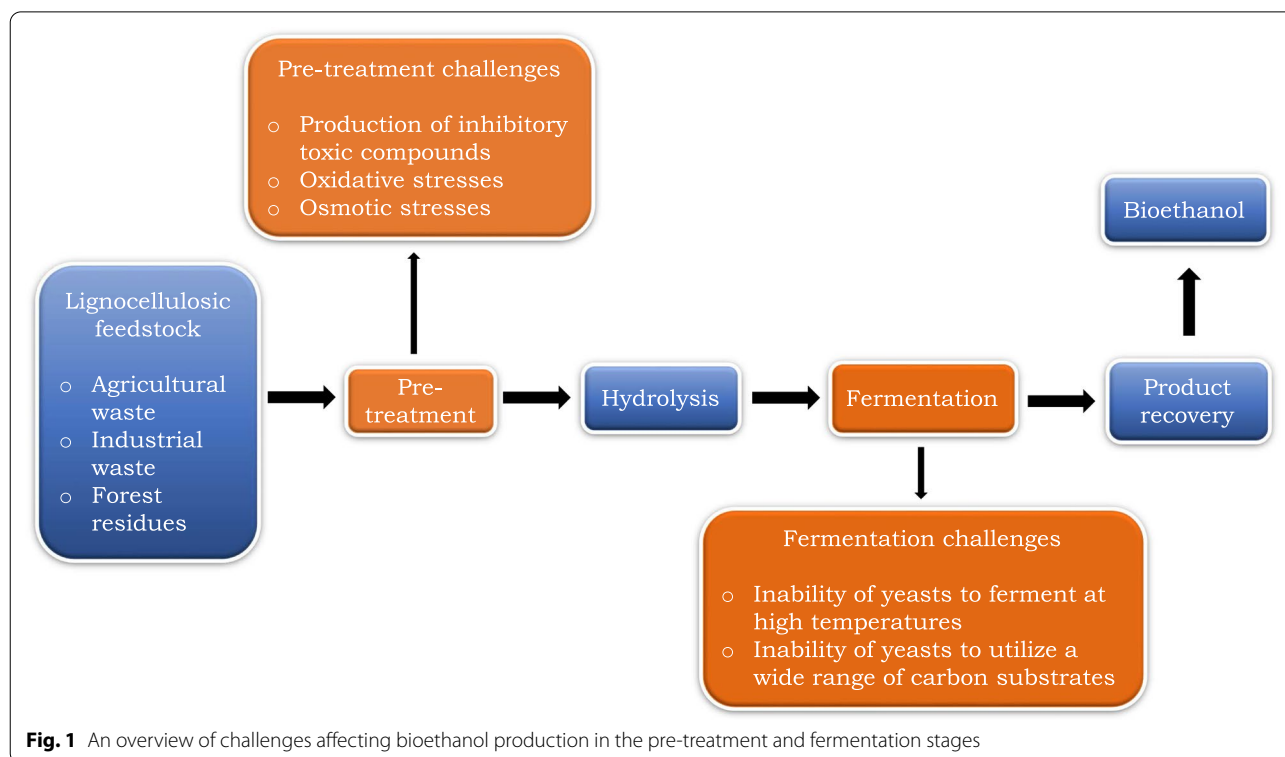 Pre-treatment challenges
o Production of inhibitory
toxic compounds
o Oxidative stresses
o Osmotic stresses
Bioethanol
Lignocellulosic
feedstock
o Agricultural
waste
o Industrial
waste
o Forest
residues
Pre-
treatment
Hydrolysis
Fermentation
Product
recovery
Fermentation challenges
o Inability of yeasts to ferment at
high temperatures
o Inability of yeasts to utilize a
wide range of carbon substrates
Fig. 1 An overview of challenges affecting bioethanol production in the pre-treatment and fermentation stages